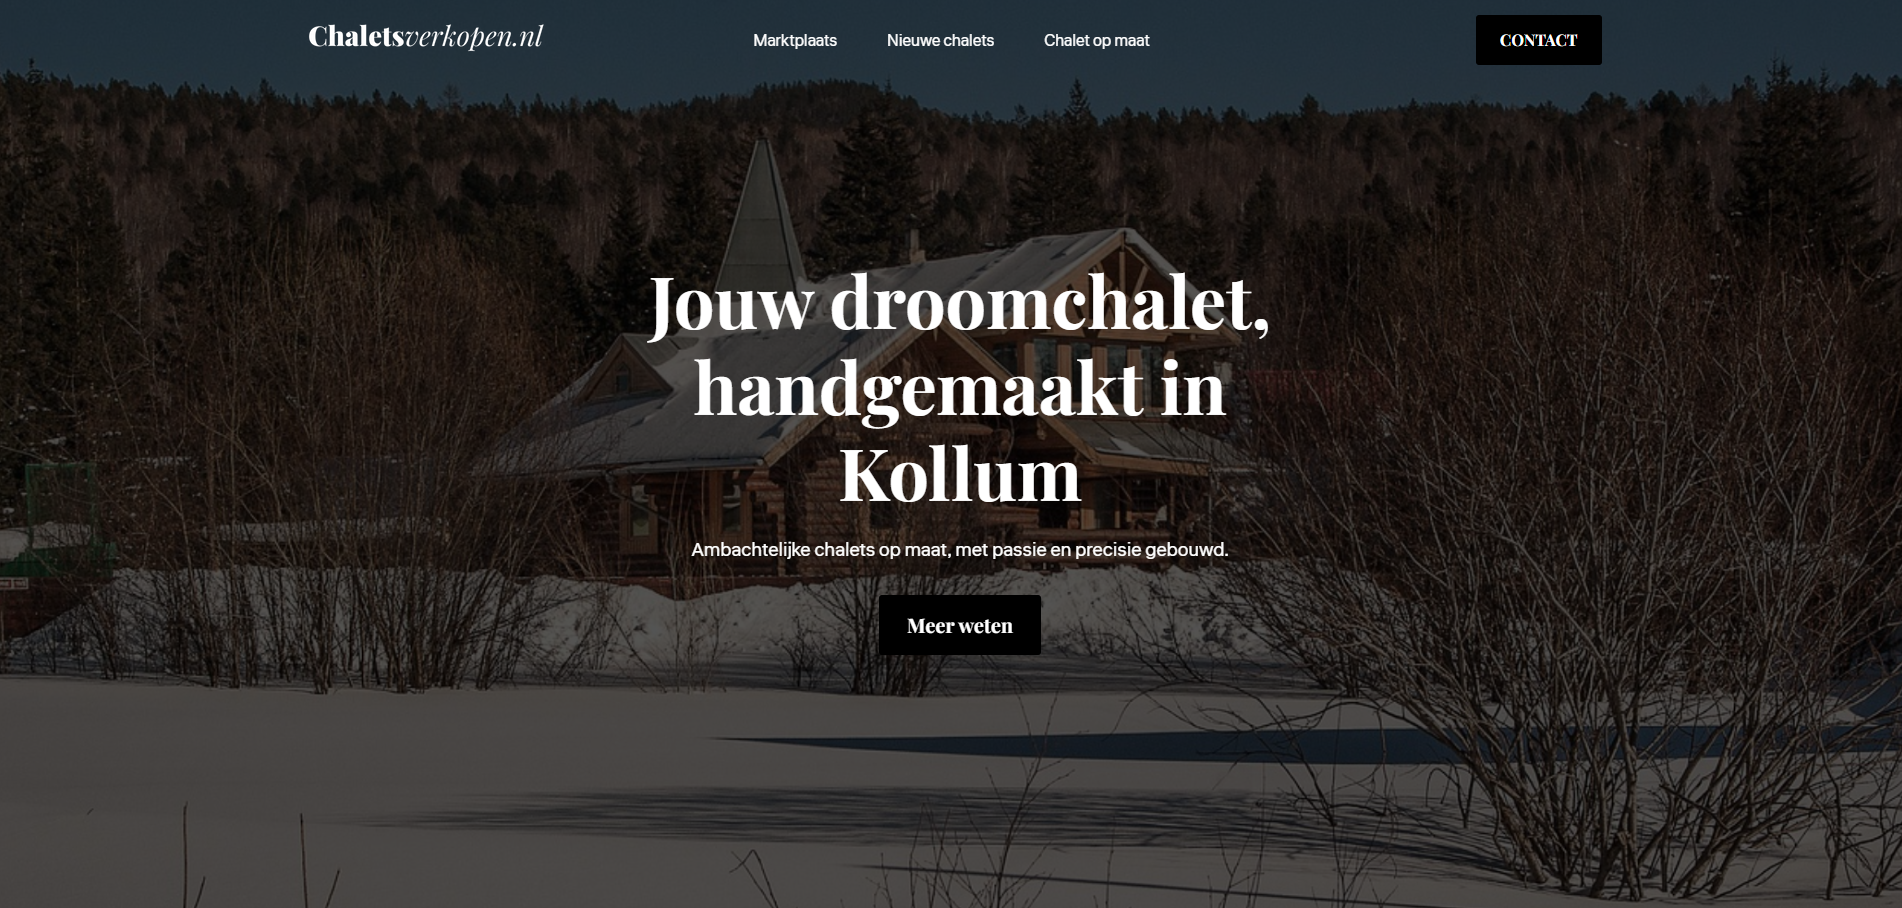 Chaletsverkopen.nl
Marktplaats
Nieuwe chalets
Chalet op maat
CONTACT
Jouw droomchalet,
handgemaakt in
Kollum
Ambachtelijke chalets op maat, met passie en precisie gebouwd.
Meer weten